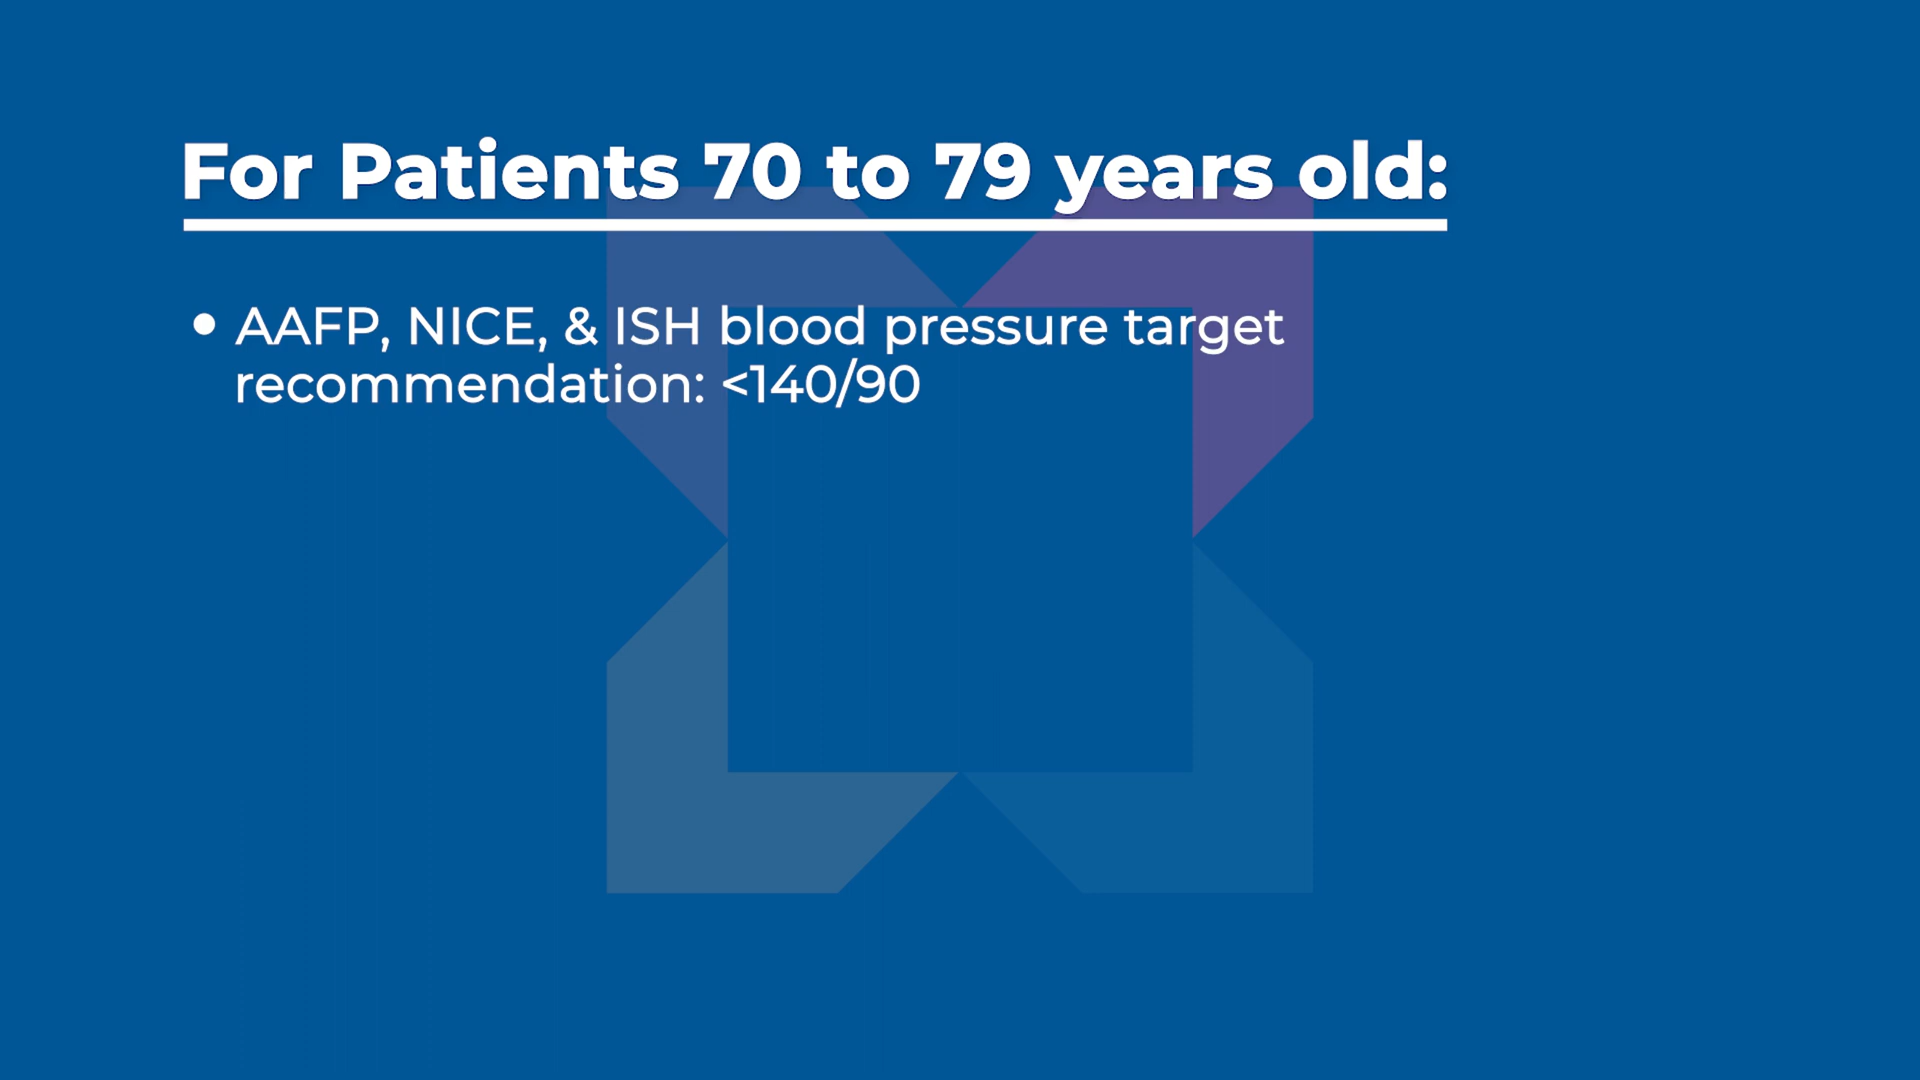 For Patients 70 to 79 years old:
• AAFP, NICE, & ISH blood pressure target
recommendation: <140/90